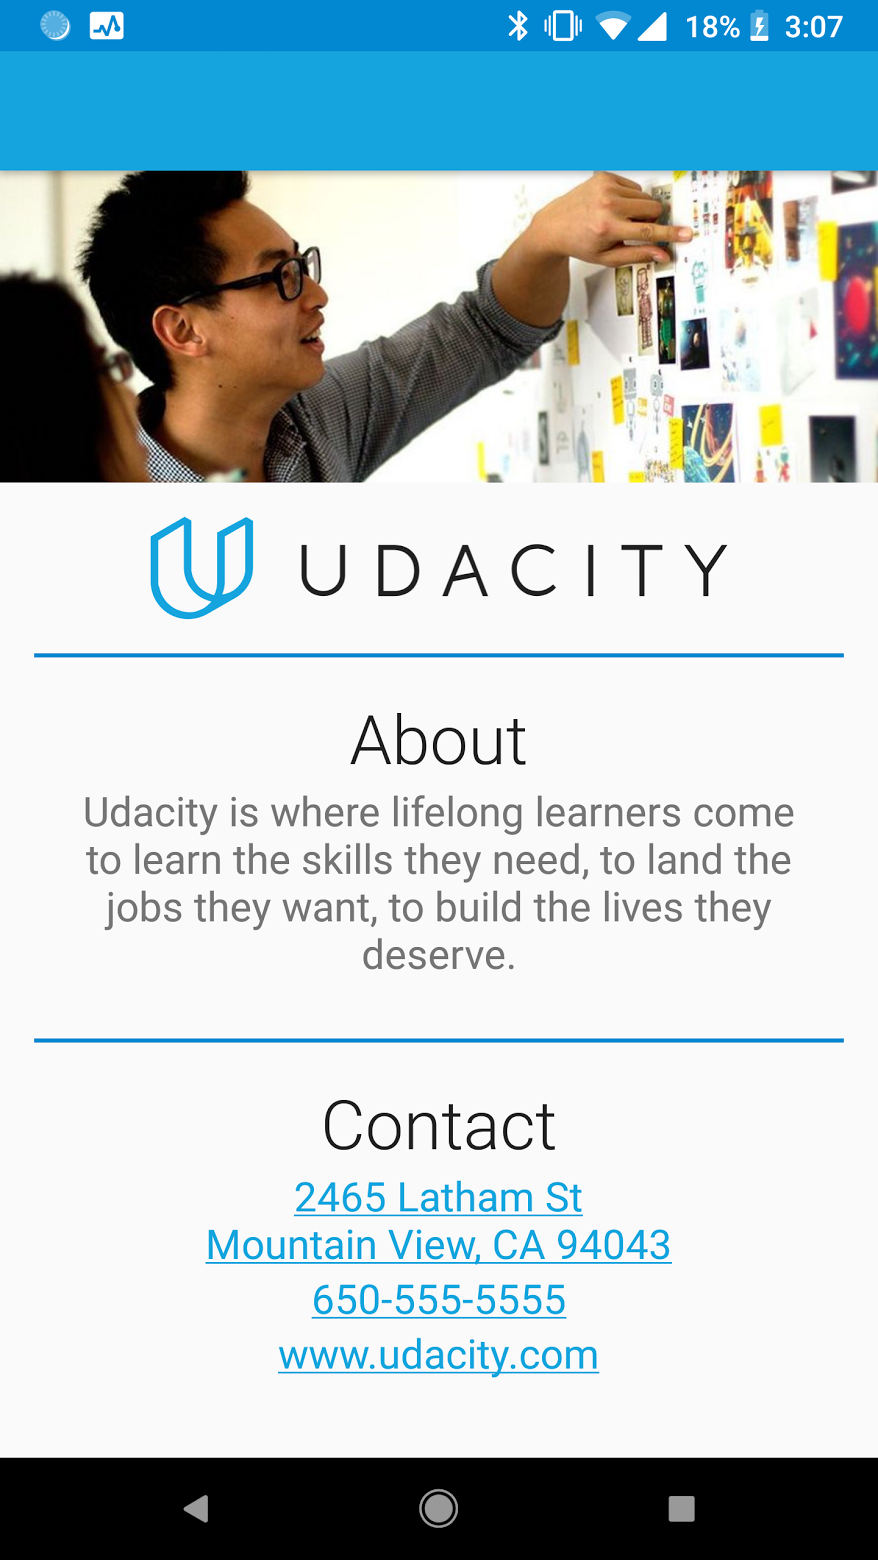 18% 3:07
UDACITY
About
Udacity is where lifelong learners come
to learn the skills they need, to land the
jobs they want, to build the lives they
deserve.
Contact
2465 Latham St
Mountain View, CA 94043
650-555-5555
www.udacity.com